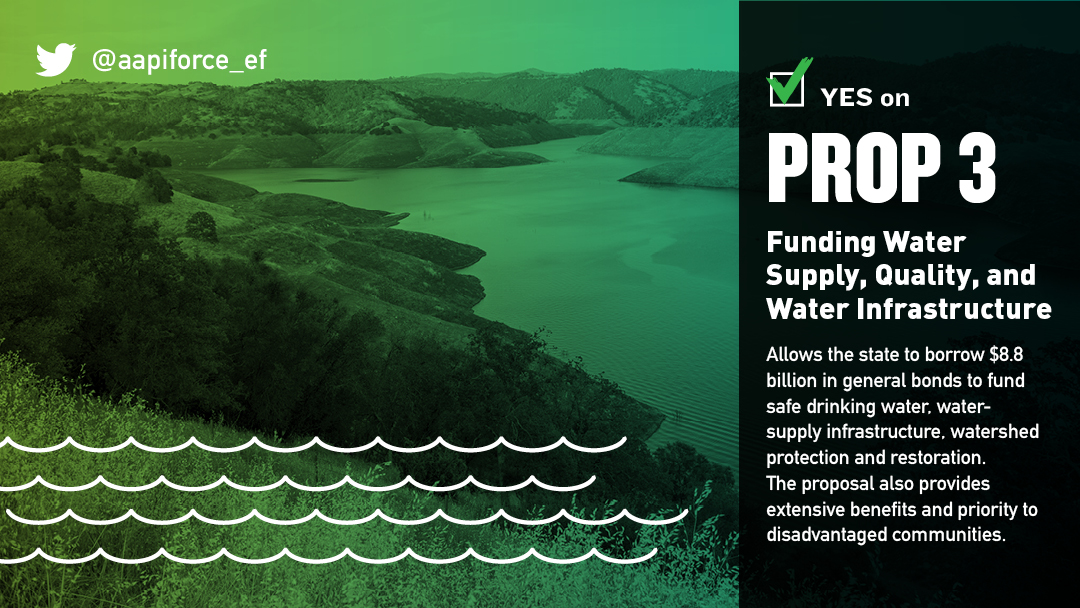 @aapiforce_ef
YES on
PROP 3
Funding Water
Supply, Quality, and
Water Infrastructure
Allows the state to borrow $8.8
billion in general bonds to fund
safe drinking water, water-
supply infrastructure, watershed
protection and restoration.
The proposal also provides
extensive benefits and priority to
disadvantaged communities.